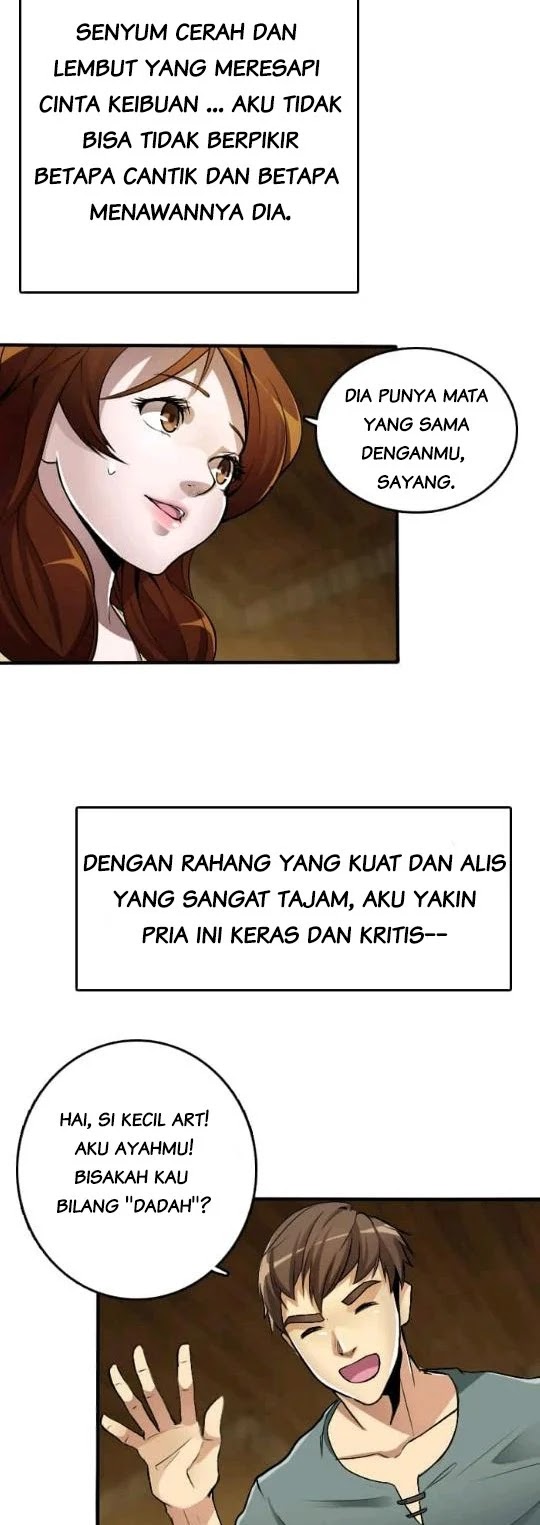 SENYUM CERAH DAN
LEMBUT YANG MERESAPI
CINTA KEIBUAN ... AKU TIDAK
BISA TIDAK BERPIKIR
BETAPA CANTIK DAN BETAPA
MENAWANNYA DIA.
DIA PUNYA MATA
YANG SAMA
DENGANMU,
SAYANG.
DENGAN RAHANG YANG KUAT DAN ALIS
YANG SANGAT TAJAM, AKU YAKIN
PRIA INI KERAS DAN KRITIS--
HAI, SI KECIL ART!
AKU AYAHMU!
BISAKAH KAU
BILANG "DADAH"?